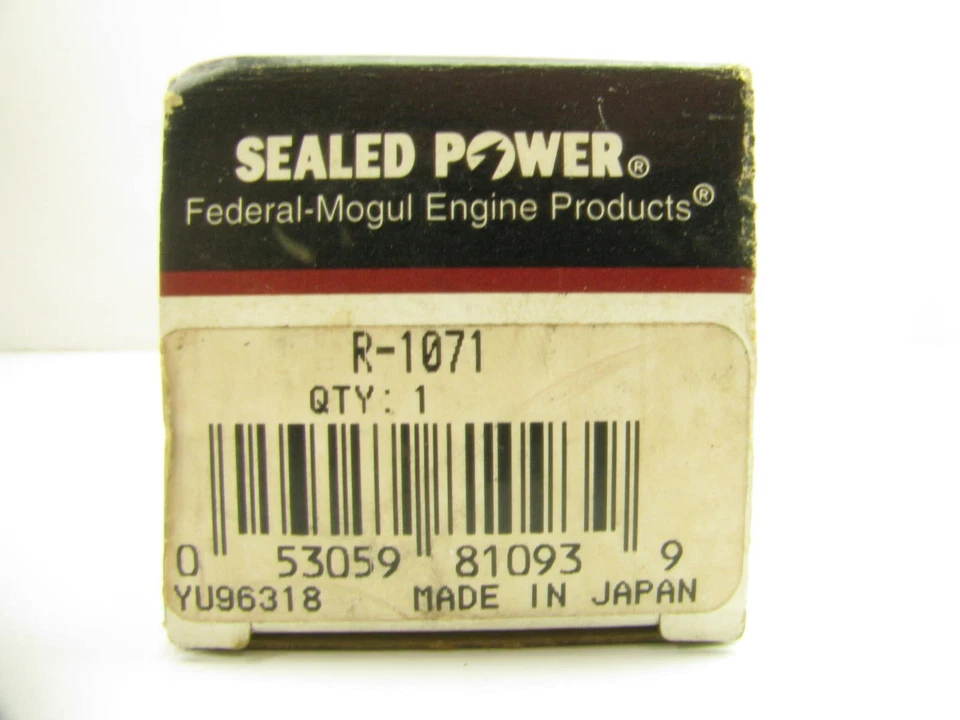 SEALED POWER®
Federal-Mogul Engine Products®
R-1071
QTY: 1
0 53059 81093 9
YU96318 MADE IN JAPAN